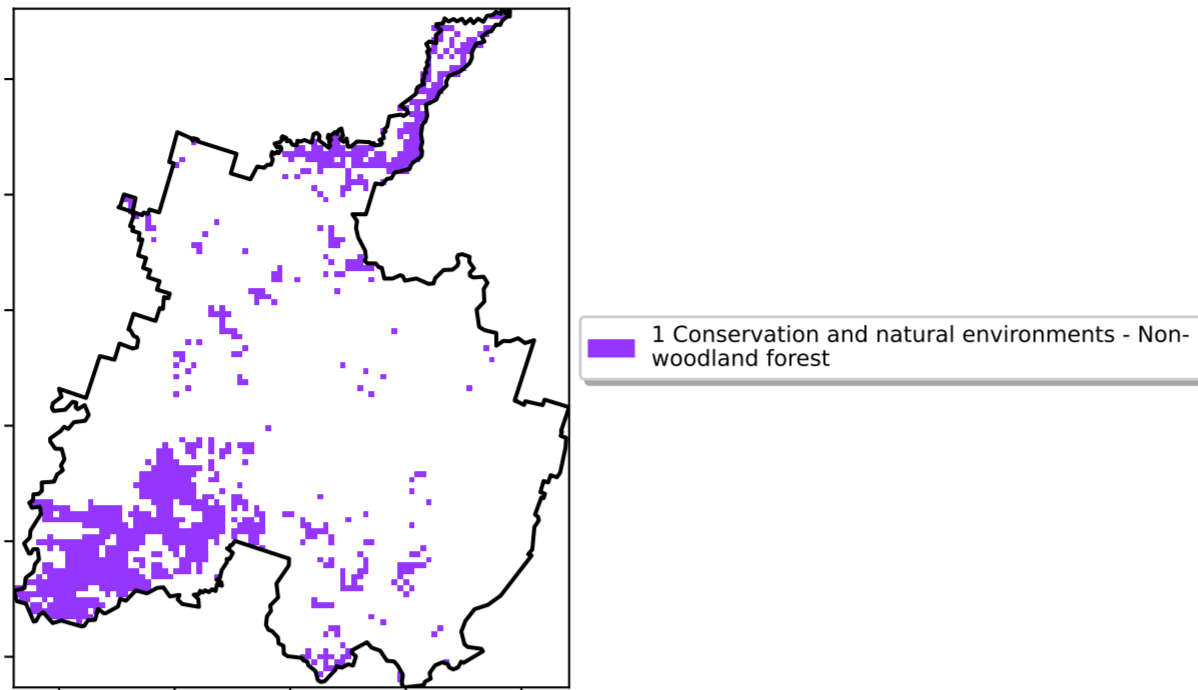 1 Conservation and natural environments - Non-
woodland forest